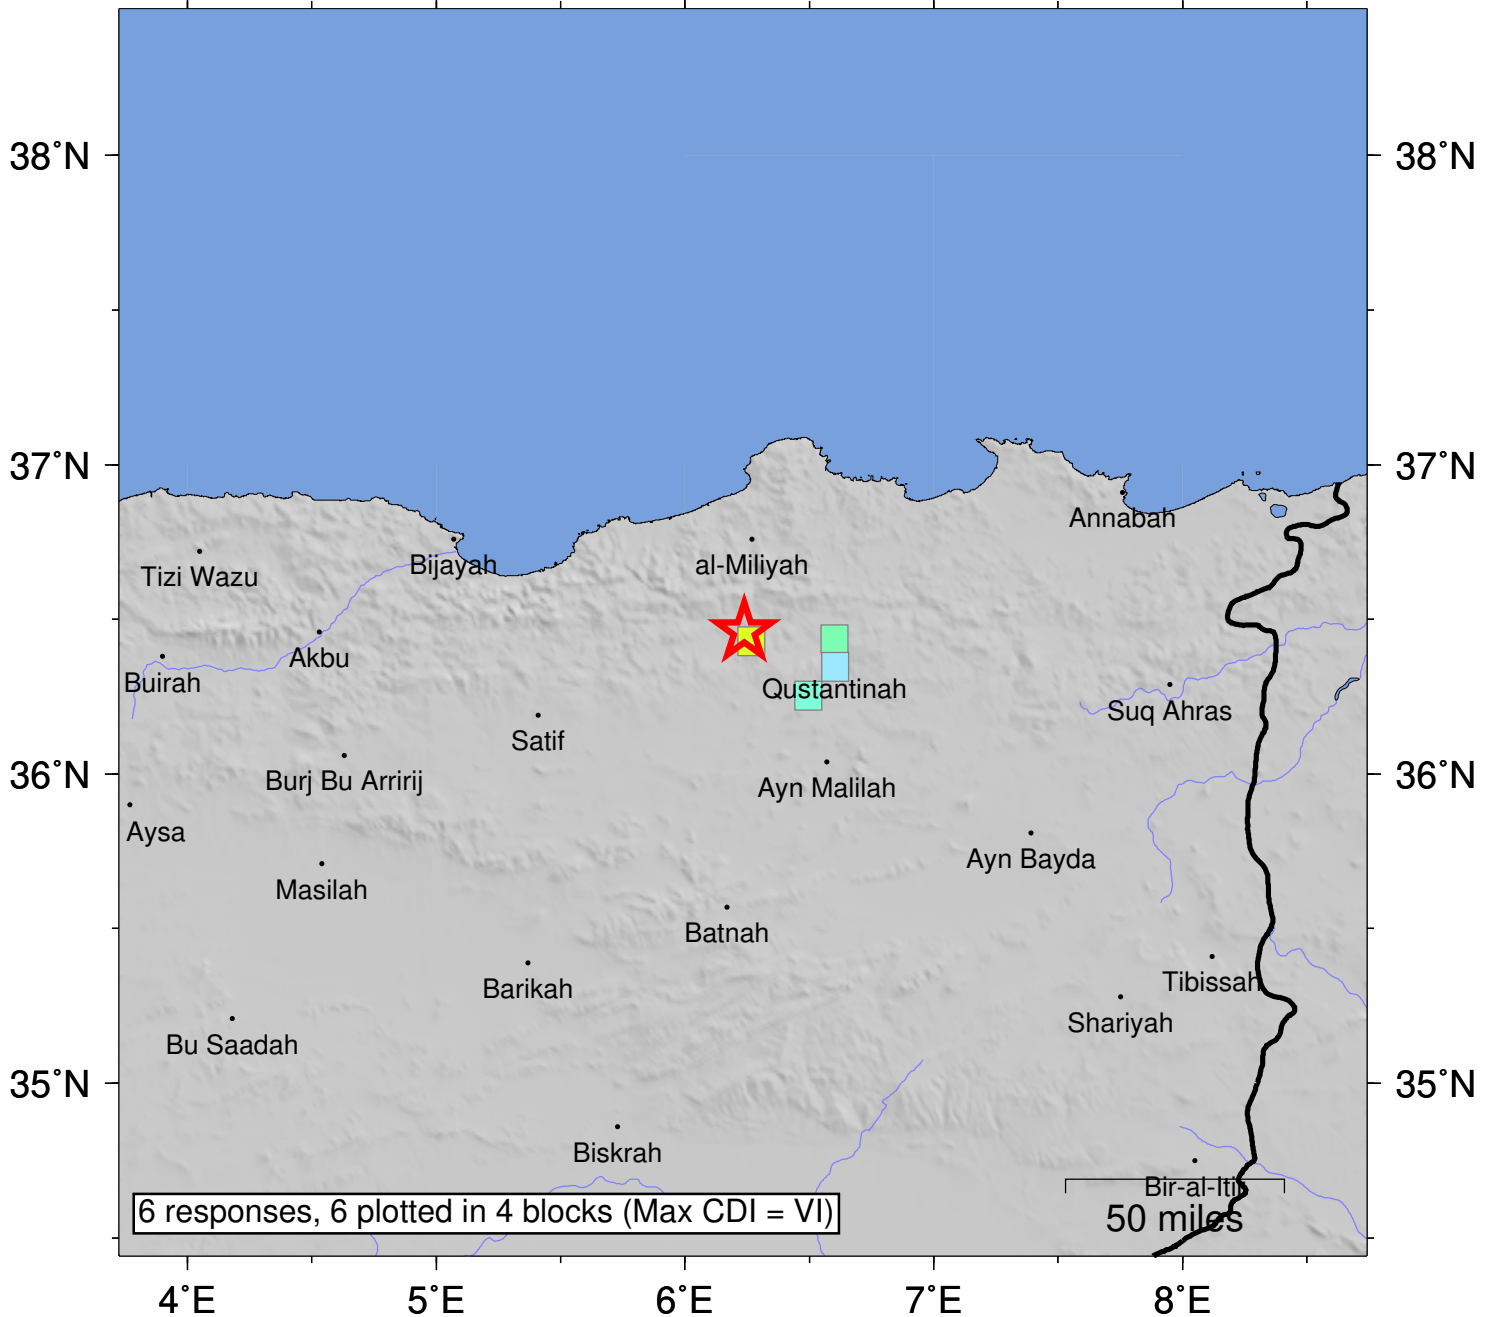 38°N 38°N
37°N 37°N
Annabah
Bijayah al-Miliyah
Tizi Wazu
Akbu
Buirah Qustantinah
Suq Ahras
Satif
36°N 36°N
Burj Bu Arririj Ayn Malilah
Aysa
Ayn Bayda
Masilah
Batnah
Tibissah
Barikah
Shariyah
Bu Saadah
35°N 35°N
Biskrah
Bir-al-Itir
6 responses, 6 plotted in 4 blocks (Max CDI = VI)
50 miles
4°E 5°E 6°E 7°E 8°E